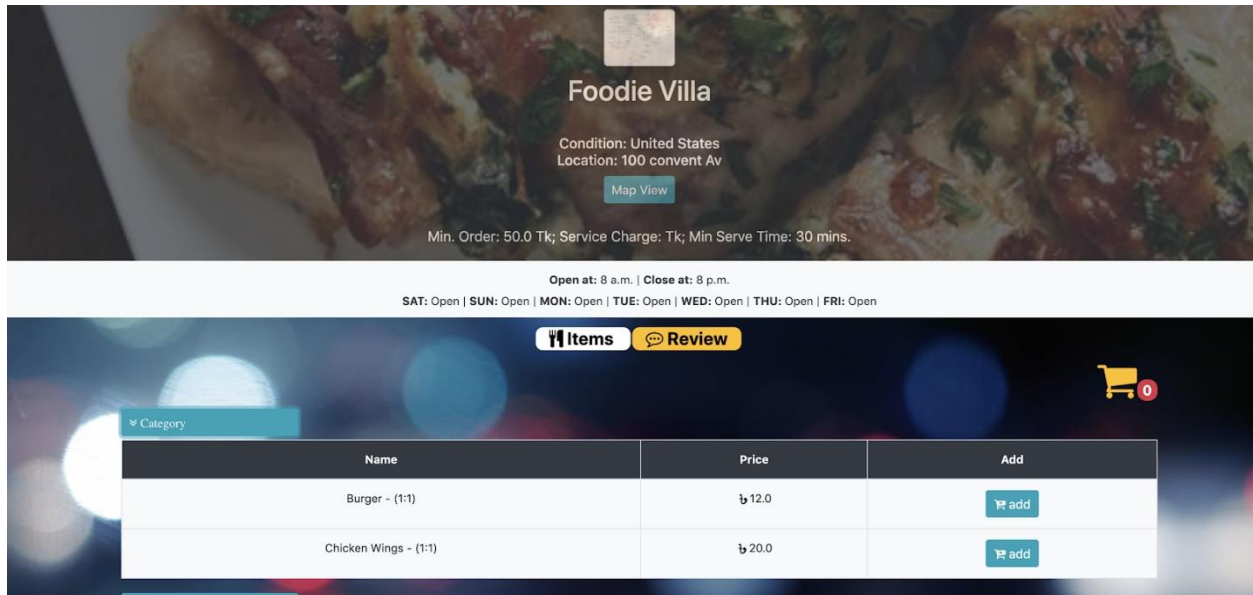 Foodie Villa
Condition: United States
Location: 100 convent Av
Map View
Min. Order: 50.0 Tk; Service Charge: Tk; Min Serve Time: 30 mins.
Open at: 8 a.m. | Close at: 8 p.m.
SAT: Open | SUN: Open | MON: Open | TUE: Open | WED: Open | THU: Open | FRI: Open
Items Review
0
Category
Name Price Add
Burger - (1:1) ৳ 12.0 add
Chicken Wings - (1:1) ৳ 20.0 add